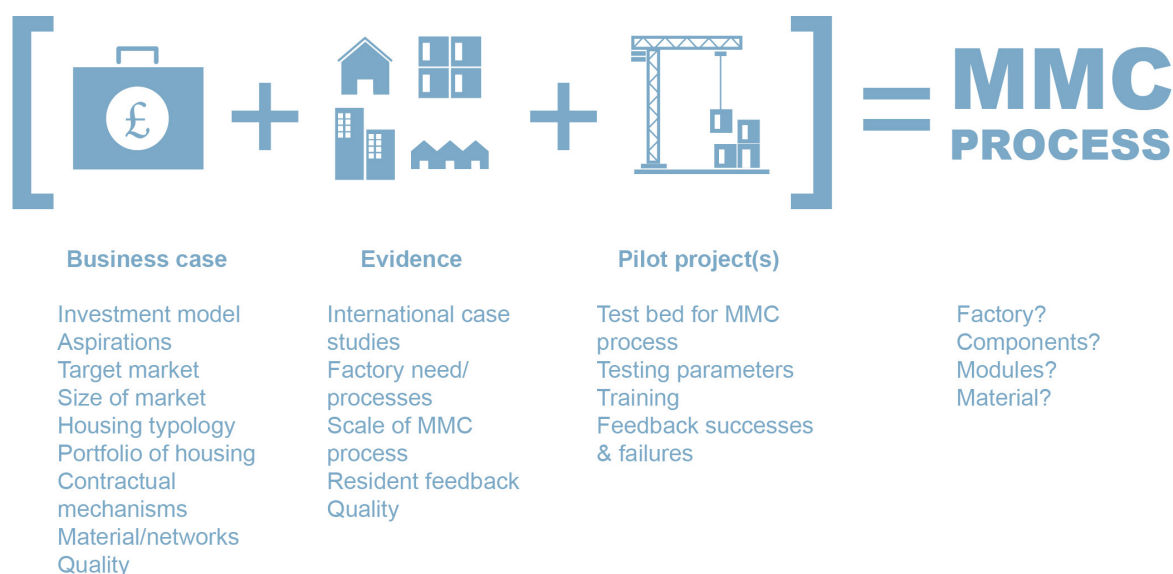 [ £ + + ] = MMC
PROCESS
Business case
Investment model
Aspirations
Target market
Size of market
Housing typology
Portfolio of housing
Contractual
mechanisms
Material/networks
Quality
Evidence
International case
studies
Factory need/
processes
Scale of MMC
process
Resident feedback
Quality
Pilot project(s)
Test bed for MMC
process
Testing parameters
Training
Feedback successes
& failures
Factory?
Components?
Modules?
Material?